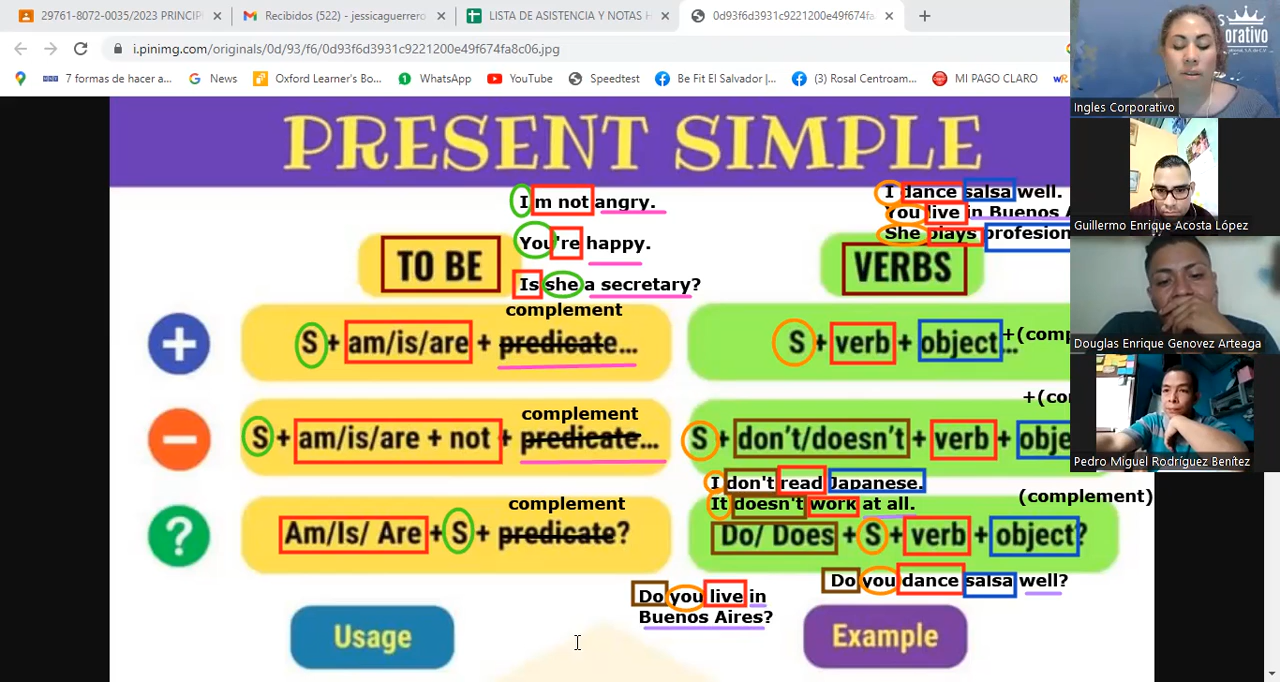 29761-8072-0035/2023 PRINCIPI
Recibidos (522) - jessicaguerrero
LISTA DE ASISTENCIA Y NOTAS H
0d93f6d3931c9221200e49f674fa
i.pinimg.com/originals/0d/93/f6/0d93f6d3931c9221200e49f674fa8c06.jpg
7 formas de hacer a...
News
Oxford Learner's Bo...
WhatsApp
YouTube
Speedtest
Be Fit El Salvador |...
(3) Rosal Centroam...
MI PAGO CLARO
orativo
Ingles Corporativo
Guillermo Enrique Acosta López
Douglas Enrique Genovez Arteaga
Pedro Miguel Rodríguez Benítez
PRESENT SIMPLE
I'm not angry.
You're happy.
Is she a secretary?
I dance salsa well.
You live in Buenos A
She plays profesion
TO BE
VERBS
complement
S + am/is/are + predicate...
S + verb + object... +(comp
complement
+(co
S + am/is/are + not + predicate...
S + don't/doesn't + verb + obje
I don't read Japanese.
It doesn't work at all.
complement
(complement)
Am/Is/ Are + S + predicate?
Do/ Does + S + verb + object?
Do you dance salsa well?
Do you live in
Buenos Aires?
Usage
Example